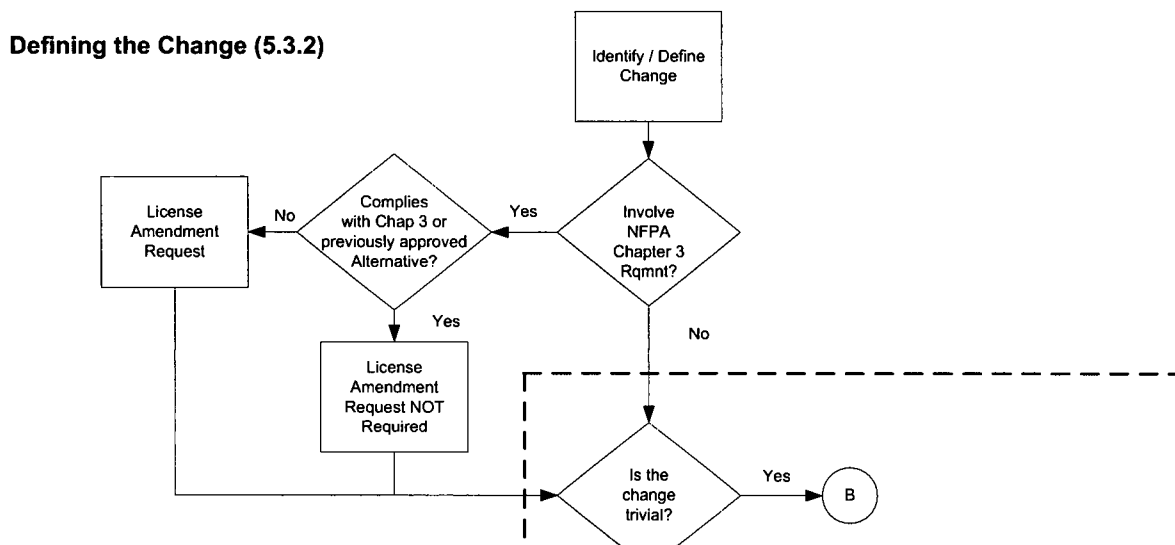 Defining the Change (5.3.2)
Identify / Define
Change
Involve
NFPA
Chapter 3
Rqmnt?
Yes
Complies
with Chap 3 or
previously approved
Alternative?
No
License
Amendment
Request
Yes
License
Amendment
Request NOT
Required
No
Is the
change
trivial?
Yes
B